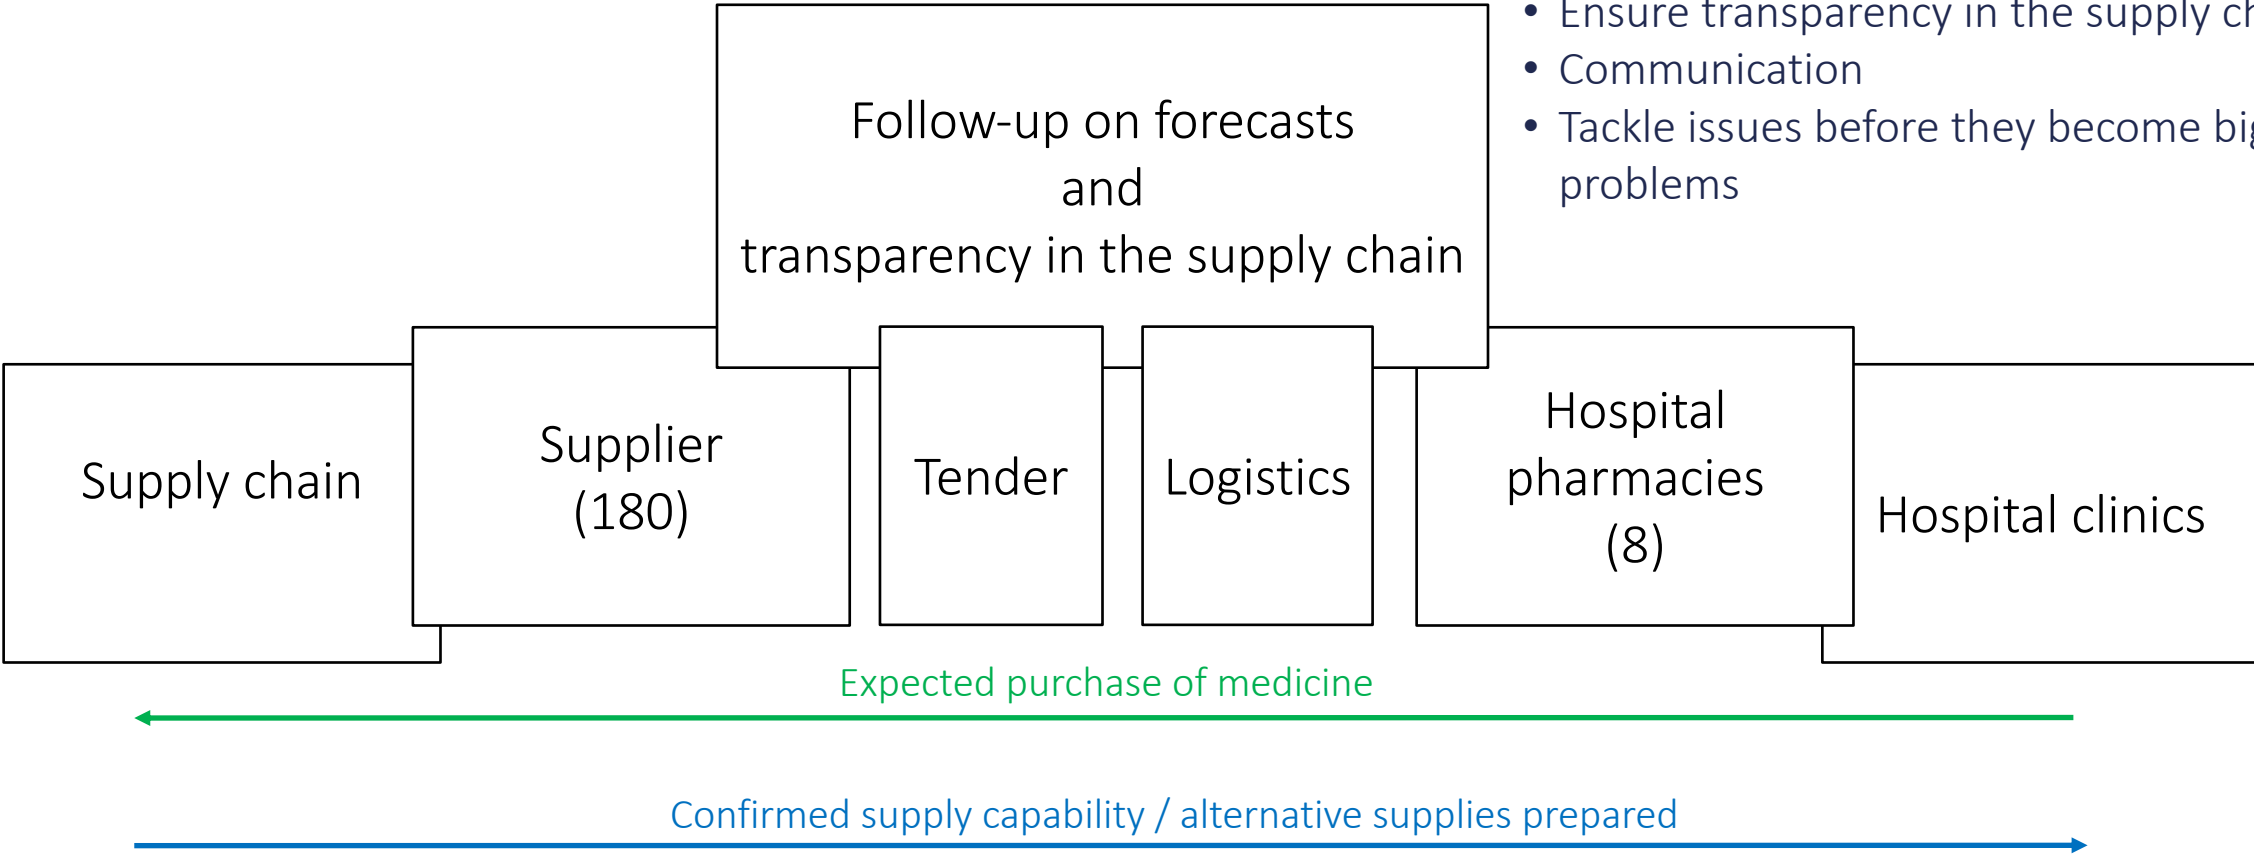 • Ensure transparency in the supply
• Communication
• Tackle issues before they become
problems
Follow-up on forecasts
and
transparency in the supply chain
Supply chain
Supplier
(180)
Tender
Logistics
Hospital
pharmacies
(8)
Hospital clinics
Expected purchase of medicine
Confirmed supply capability / alternative supplies prepared